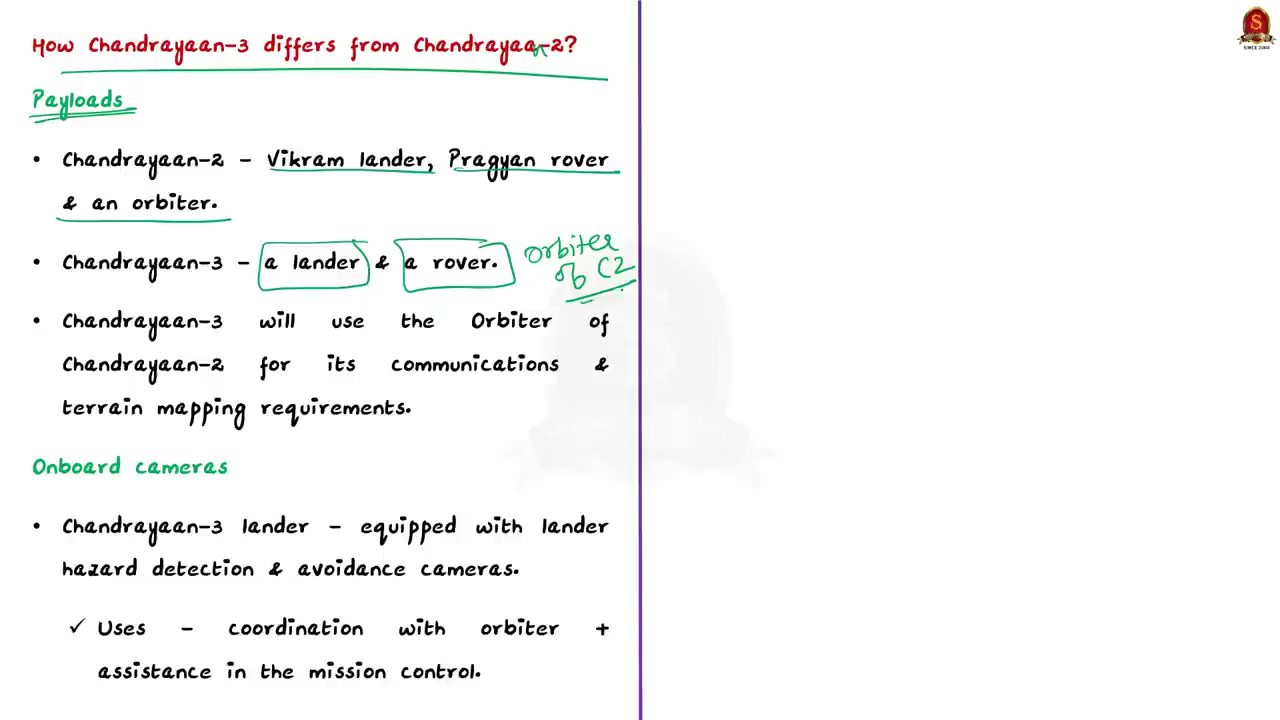 How Chandrayaan-3 differs from Chandrayaan-2?
Payloads
• Chandrayaan-2 - Vikram lander, Pragyan rover
& an orbiter.
• Chandrayaan-3 - a lander & a rover.
Orbiter
of C2
• Chandrayaan-3 will use the Orbiter of
Chandrayaan-2 for its communications &
terrain mapping requirements.
Onboard cameras
• Chandrayaan-3 lander - equipped with lander
hazard detection & avoidance cameras.
✓ Uses - coordination with orbiter +
assistance in the mission control.
S
SINCE 2004